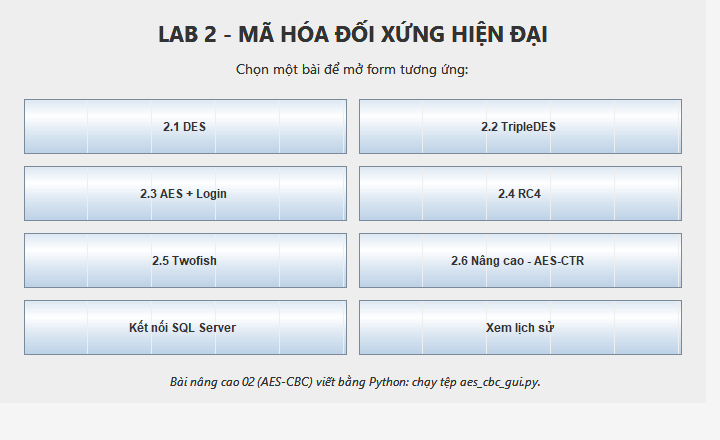 LAB 2 - MÃ HÓA ĐỐI XỨNG HIỆN ĐẠI
Chọn một bài để mở form tương ứng:
2.1 DES
2.2 TripleDES
2.3 AES + Login
2.4 RC4
2.5 Twofish
2.6 Nâng cao - AES-CTR
Kết nối SQL Server
Xem lịch sử
Bài nâng cao 02 (AES-CBC) viết bằng Python: chạy tệp aes_cbc_gui.py.